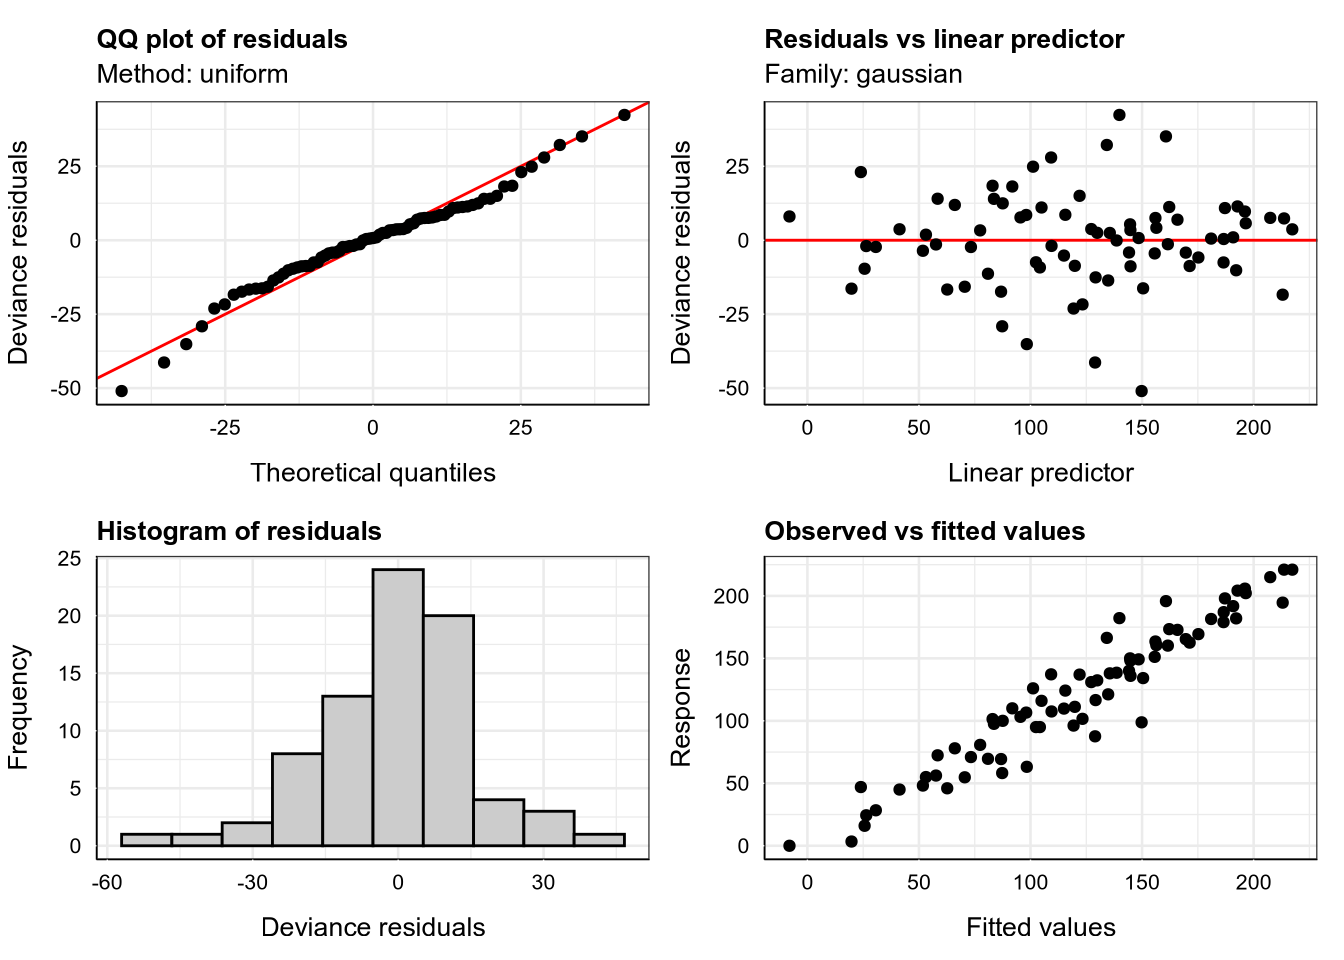 QQ plot of residuals
Method: uniform
Deviance residuals
25
0
-25
-50
-25
0
25
Theoretical quantiles
Residuals vs linear predictor
Family: gaussian
Deviance residuals
25
0
-25
-50
0
50
100
150
200
Linear predictor
Histogram of residuals
Frequency
25
20
15
10
5
0
-60
-30
0
30
Deviance residuals
Observed vs fitted values
Response
200
150
100
50
0
0
50
100
150
200
Fitted values